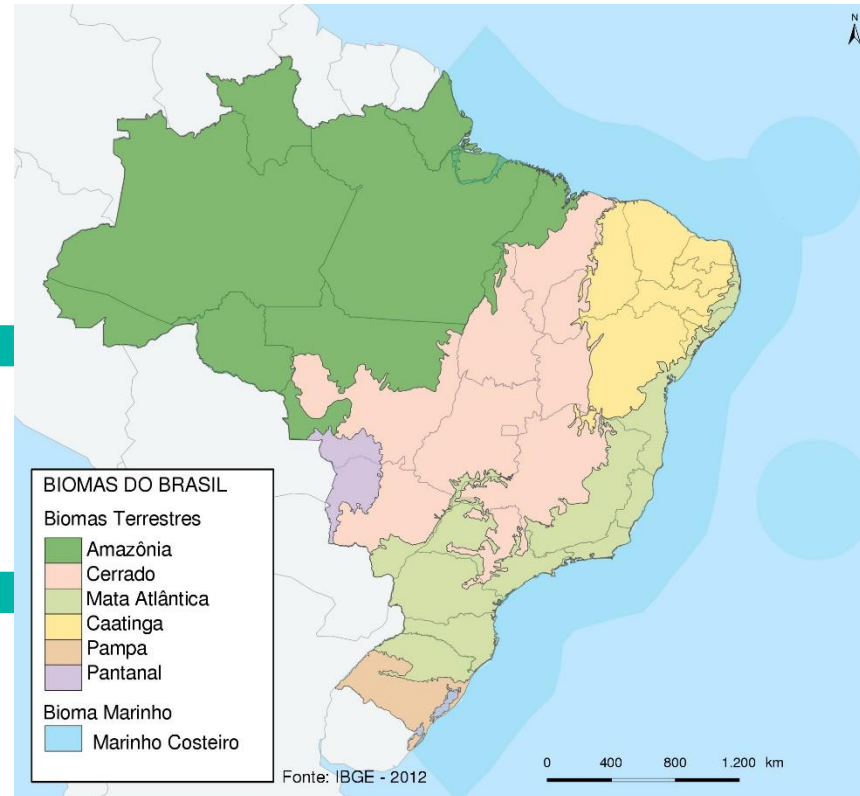 N
BIOMAS DO BRASIL
Biomas Terrestres
Amazônia
Cerrado
Mata Atlântica
Caatinga
Pampa
Pantanal
Bioma Marinho
Marinho Costeiro
Fonte: IBGE - 2012
0 400 800 1.200 km